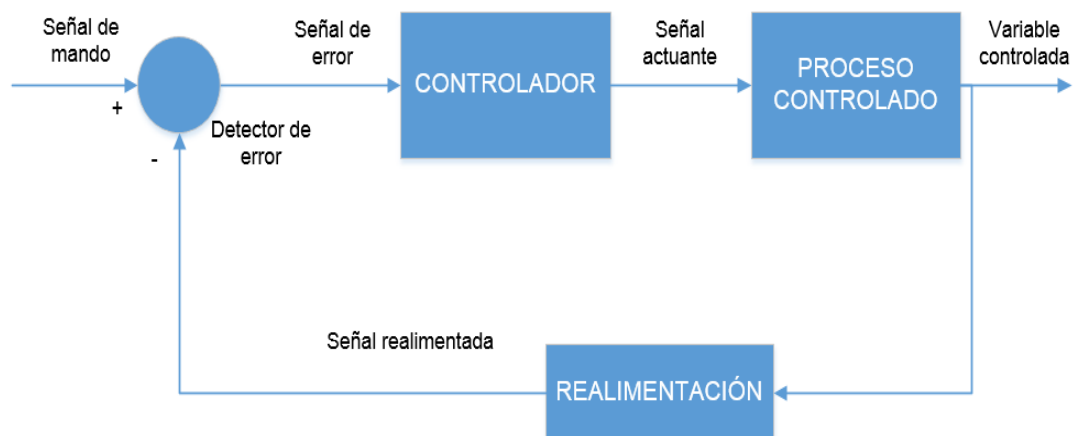 Señal de
mando
+
-
Detector de
error
Señal de
error
CONTROLADOR
Señal
actuante
PROCESO
CONTROLADO
Variable
controlada
Señal realimentada
REALIMENTACIÓN